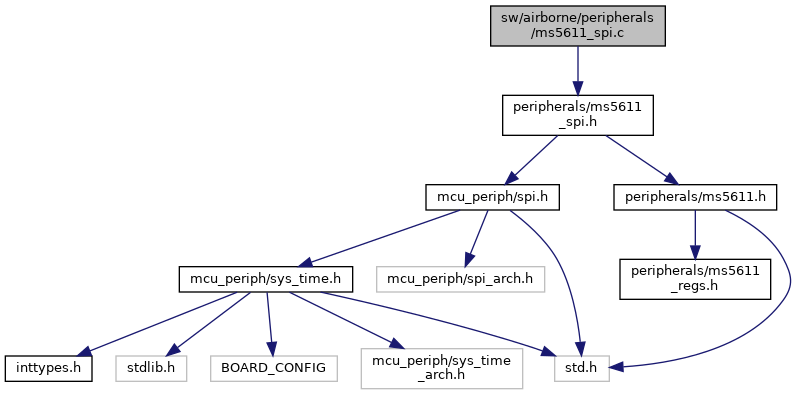 sw/airborne/peripherals
/ms5611_spi.c
peripherals/ms5611
_spi.h
mcu_periph/spi.h
peripherals/ms5611.h
mcu_periph/sys_time.h
mcu_periph/spi_arch.h
peripherals/ms5611
_regs.h
inttypes.h
stdlib.h
BOARD_CONFIG
mcu_periph/sys_time
_arch.h
std.h